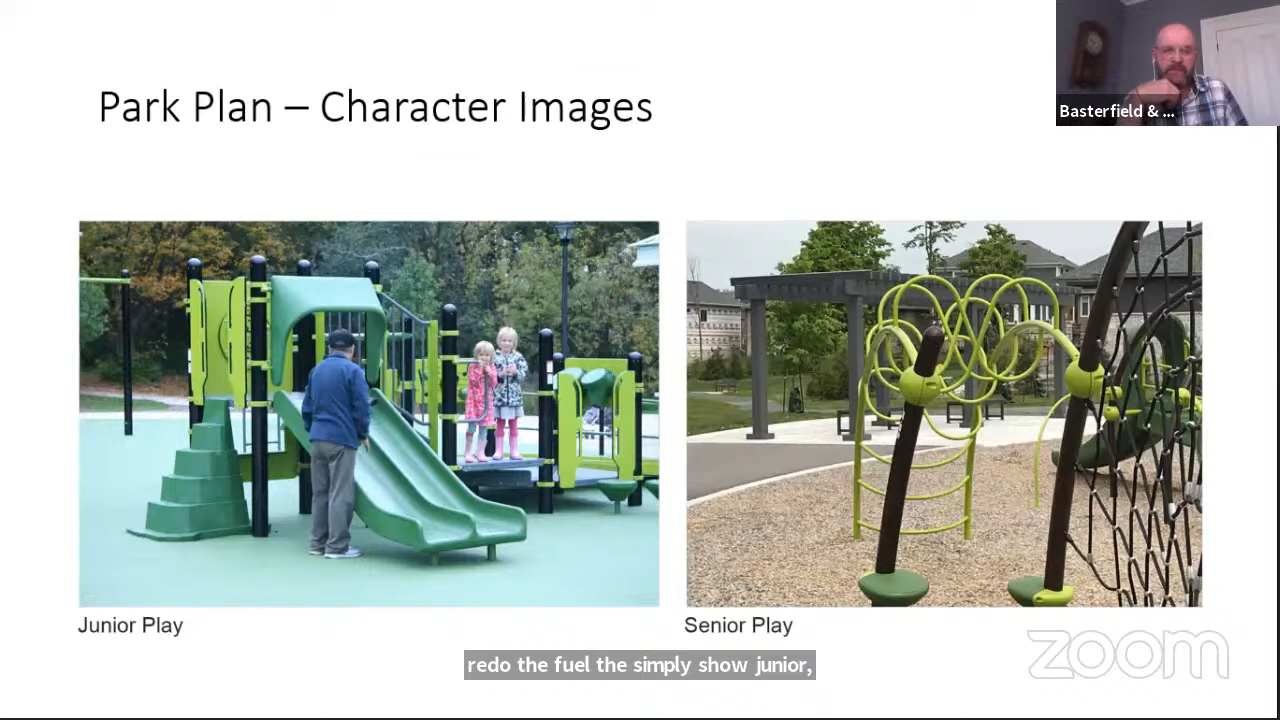 Park Plan – Character Images
Basterfield & ...
Junior Play
Senior Play
redo the fuel the simply show junior,
zoom